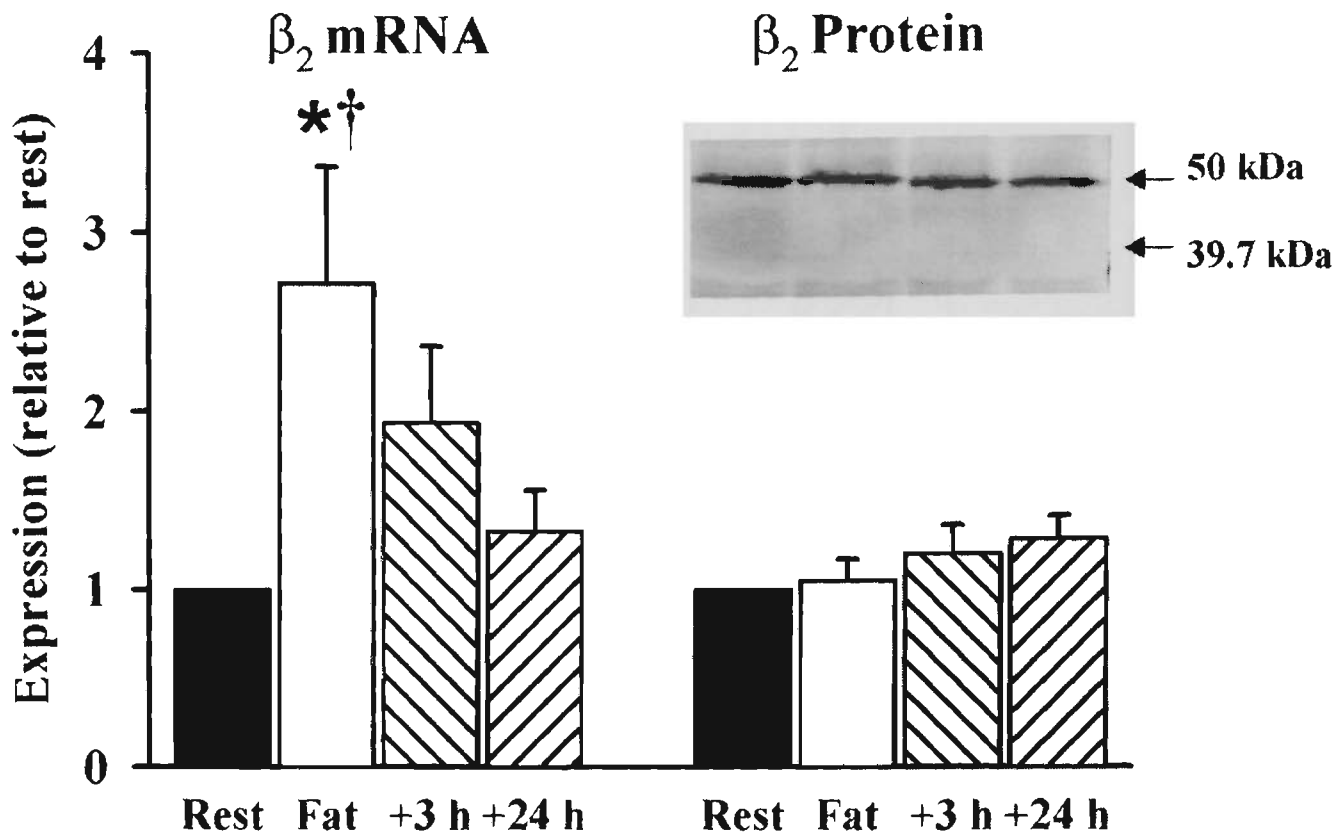 β₂ mRNA
β₂ Protein
*†
50 kDa
39.7 kDa
Expression (relative to rest)
4
3
2
1
0
Rest Fat +3 h +24 h
Rest Fat +3 h +24 h